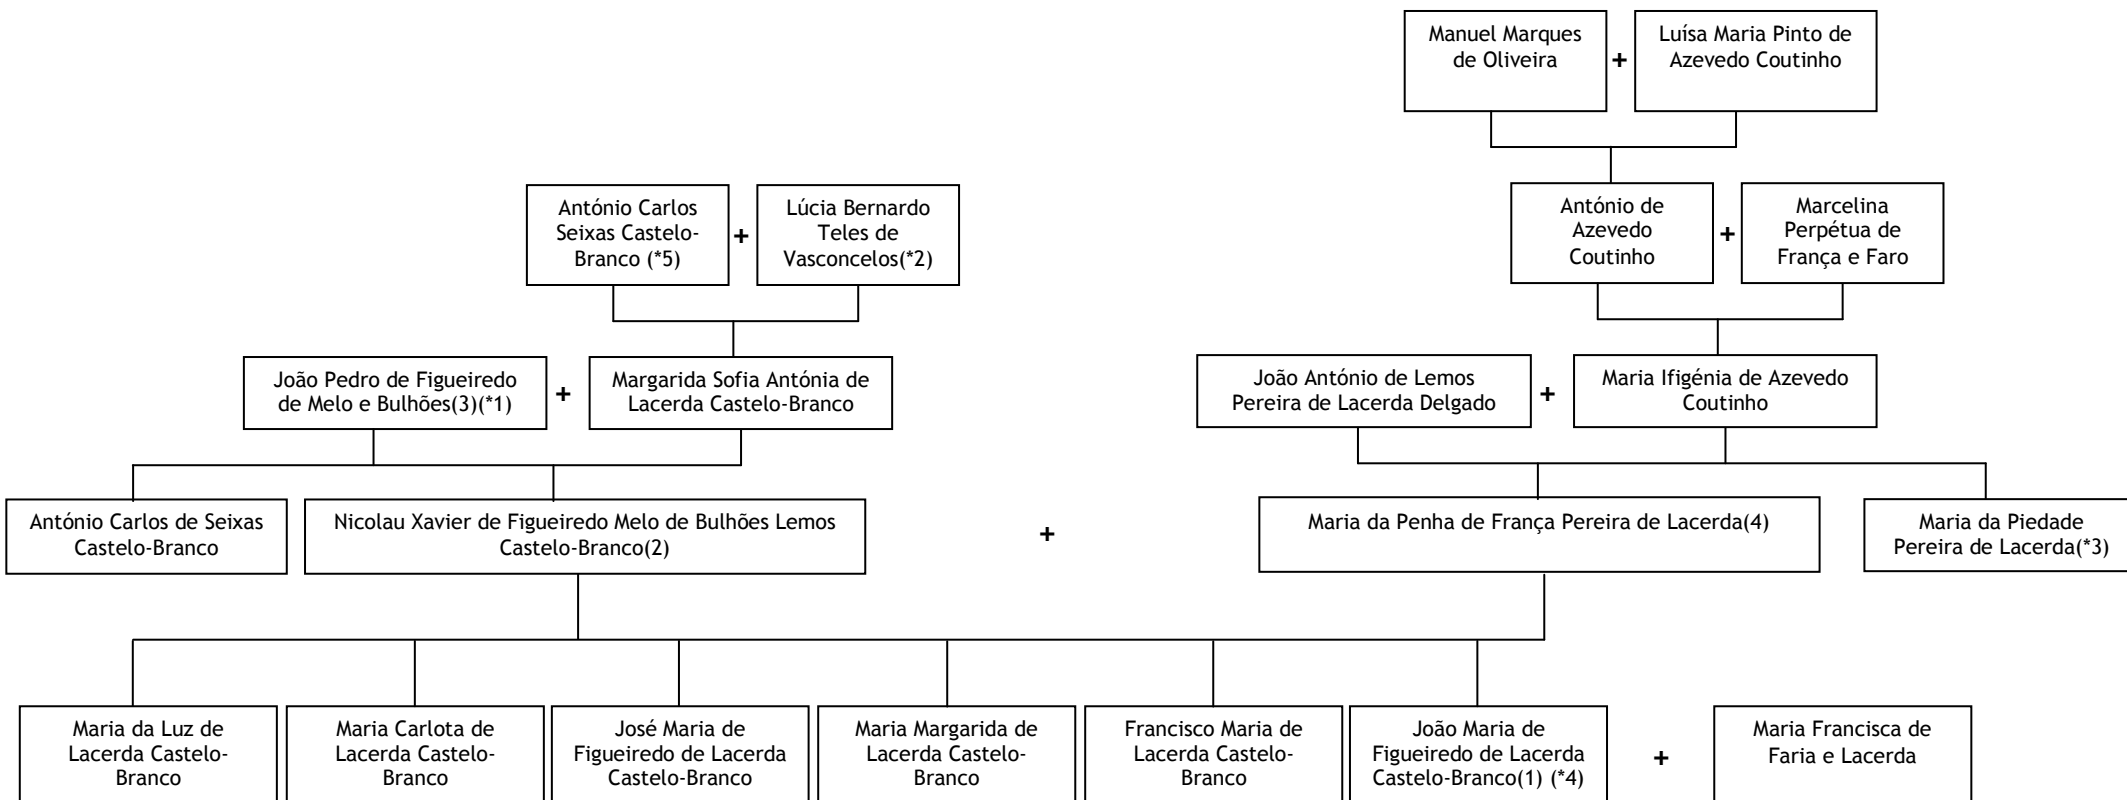 Manuel Marques
de Oliveira
+
Luísa Maria Pinto de
Azevedo Coutinho
António Carlos
Seixas Castelo-
Branco (*5)
+
Lúcia Bernardo
Teles de
Vasconcelos(*2)
António de
Azevedo
Coutinho
+
Marcelina
Perpétua de
França e Faro
João Pedro de Figueiredo
de Melo e Bulhões(3)(*1)
+
Margarida Sofia Antónia de
Lacerda Castelo-Branco
João António de Lemos
Pereira de Lacerda Delgado
+
Maria Ifigénia de Azevedo
Coutinho
António Carlos de Seixas
Castelo-Branco
Nicolau Xavier de Figueiredo Melo de Bulhões Lemos
Castelo-Branco(2)
+
Maria da Penha de França Pereira de Lacerda(4)
Maria da Piedade
Pereira de Lacerda(*3)
Maria da Luz de
Lacerda Castelo-
Branco
Maria Carlota de
Lacerda Castelo-
Branco
José Maria de
Figueiredo de Lacerda
Castelo-Branco
Maria Margarida de
Lacerda Castelo-
Branco
Francisco Maria de
Lacerda Castelo-
Branco
João Maria de
Figueiredo de Lacerda
Castelo-Branco(1) (*4)
+
Maria Francisca de
Faria e Lacerda